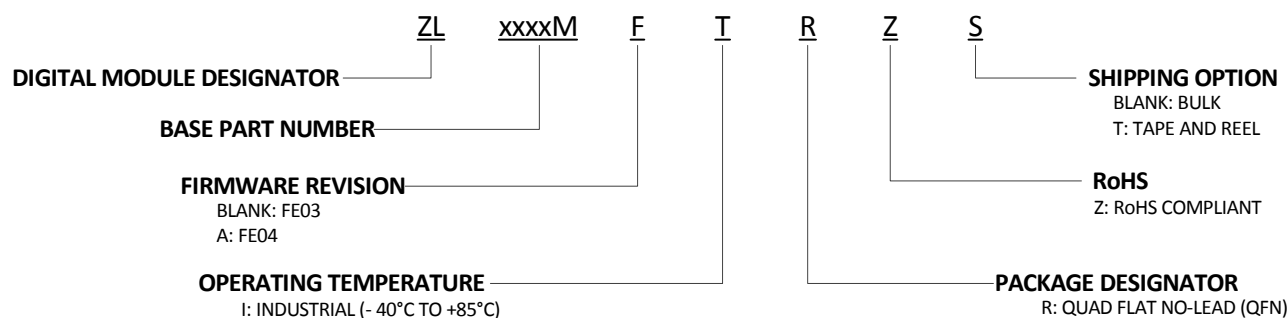 ZL xxxxM F T R Z S
DIGITAL MODULE DESIGNATOR
BASE PART NUMBER
FIRMWARE REVISION
BLANK: FE03
A: FE04
OPERATING TEMPERATURE
I: INDUSTRIAL (- 40°C TO +85°C)
SHIPPING OPTION
BLANK: BULK
T: TAPE AND REEL
RoHS
Z: RoHS COMPLIANT
PACKAGE DESIGNATOR
R: QUAD FLAT NO-LEAD (QFN)